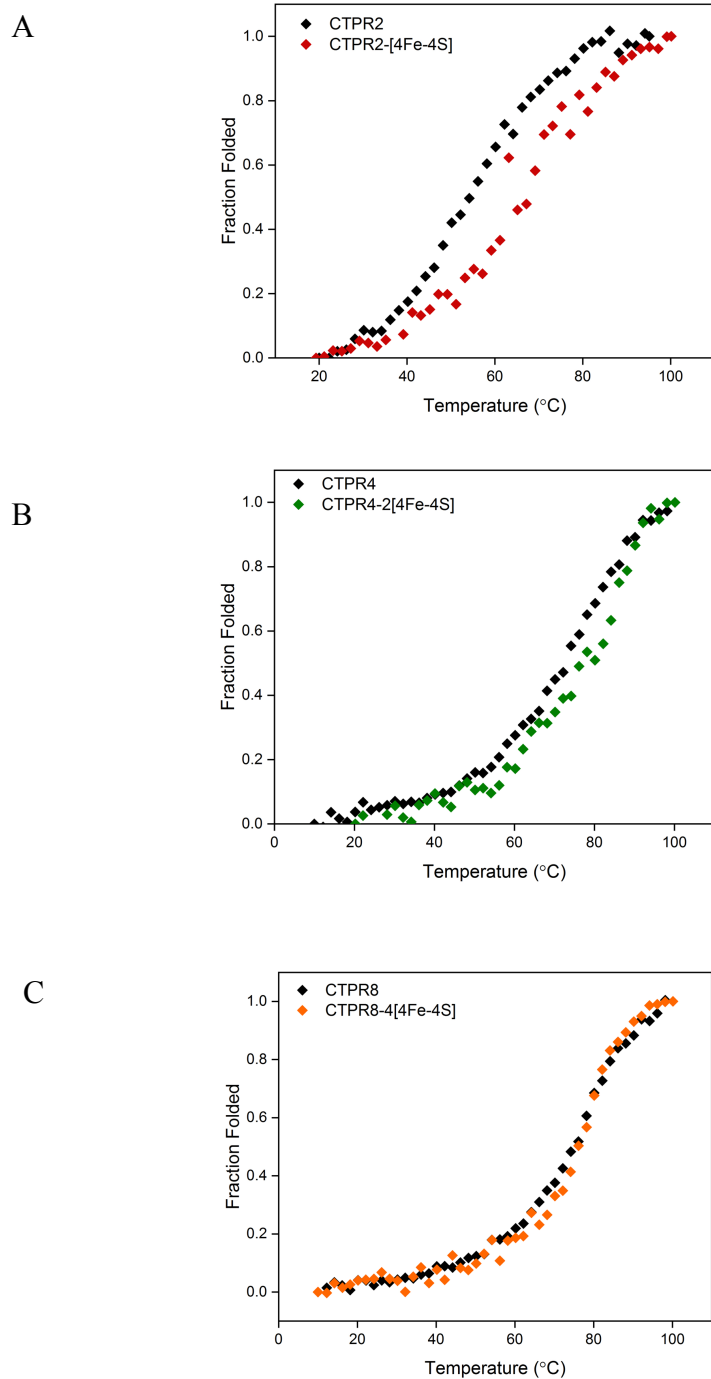 A
CTPR2
CTPR2-[4Fe-4S]
1.0
0.8
0.6
0.4
0.2
0.0
Fraction Folded
20 40 60 80 100
Temperature (°C)
B
CTPR4
CTPR4-2[4Fe-4S]
1.0
0.8
0.6
0.4
0.2
0.0
Fraction Folded
0 20 40 60 80 100
Temperature (°C)
C
CTPR8
CTPR8-4[4Fe-4S]
1.0
0.8
0.6
0.4
0.2
0.0
Fraction Folded
0 20 40 60 80 100
Temperature (°C)